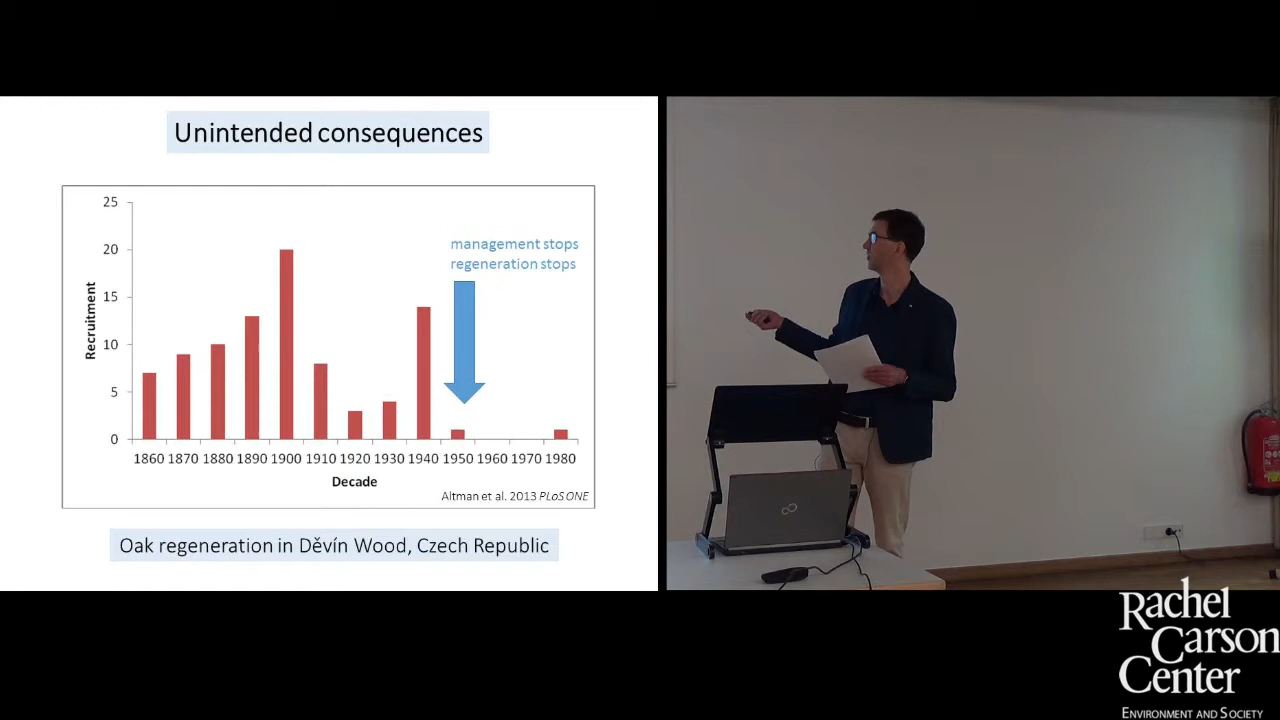 Unintended consequences
25
20
15
10
5
0
Recruitment
management stops
regeneration stops
1860 1870 1880 1890 1900 1910 1920 1930 1940 1950 1960 1970 1980
Decade
Altman et al. 2013 PLoS ONE
Oak regeneration in Děvín Wood, Czech Republic
Rachel
Carson
Center
Environment and Society